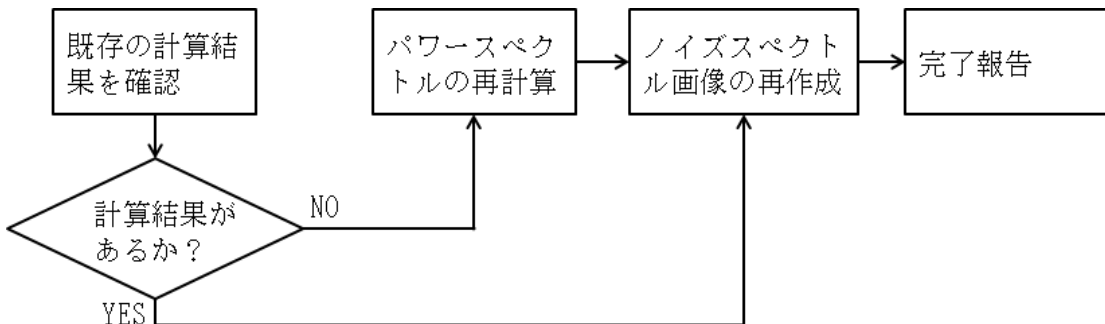 既存の計算結
果を確認
パワースペク
トルの再計算
ノイズスペクト
ル画像の再作成
完了報告
計算結果が
あるか？
NO
YES